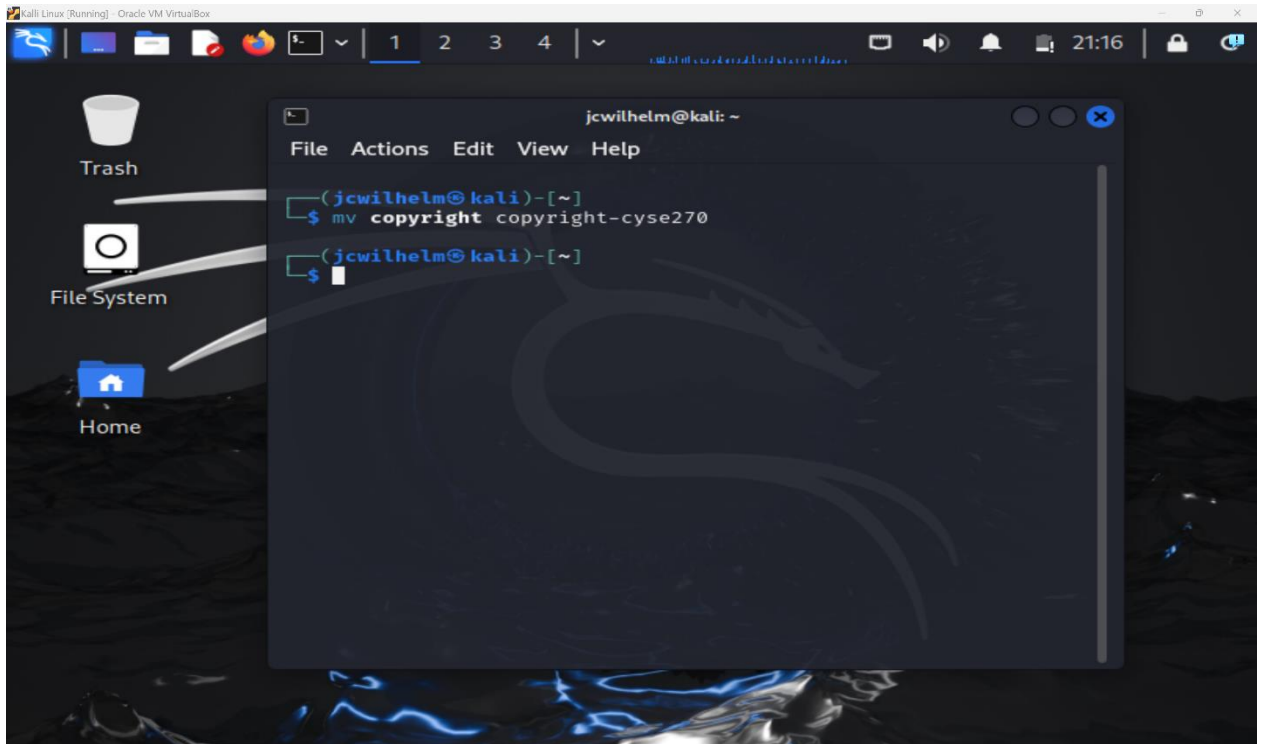 Kalli Linux [Running] - Oracle VM VirtualBox
1 2 3 4 21:16
jcwilhelm@kali: ~
File Actions Edit View Help
Trash
┌──(jcwilhelm㉿kali)-[~]
└─$ mv copyright copyright-cyse270
┌──(jcwilhelm㉿kali)-[~]
└─$
File System
Home